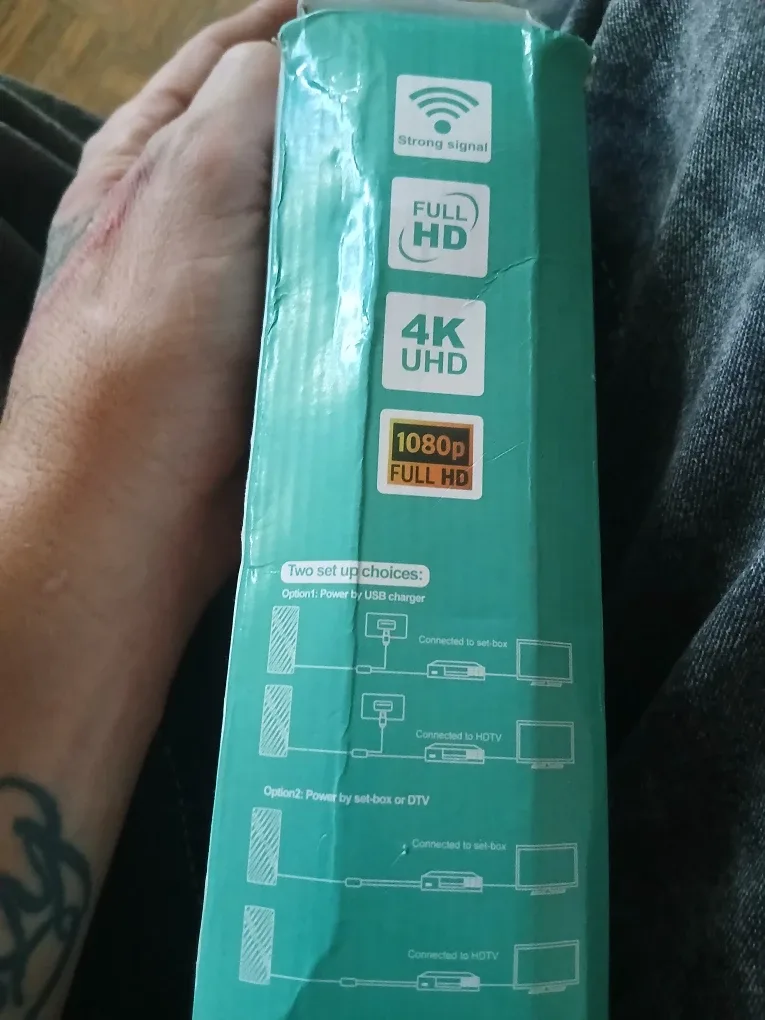 Strong signal
FULL
HD
4K
UHD
1080p
FULL HD
Two set up choices:
Option1: Power by USB charger
Connected to set-box
Connected to HDTV
Option2: Power by set-box or DTV
Connected to set-box
Connected to HDTV